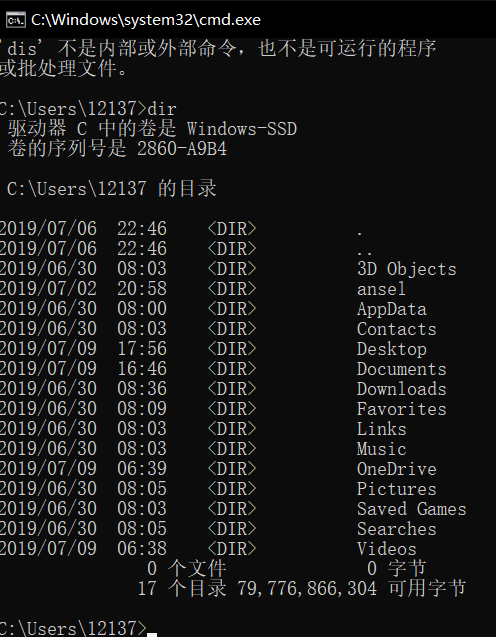 C:\Windows\system32\cmd.exe
'dis' 不是内部或外部命令，也不是可运行的程序
或批处理文件。
C:\Users\12137>dir
驱动器 C 中的卷是 Windows-SSD
卷的序列号是 2860-A9B4
C:\Users\12137 的目录
2019/07/06  22:46    <DIR>          .
2019/07/06  22:46    <DIR>          ..
2019/06/30  08:03    <DIR>          3D Objects
2019/07/02  20:58    <DIR>          ansel
2019/06/30  08:00    <DIR>          AppData
2019/06/30  08:03    <DIR>          Contacts
2019/07/09  17:56    <DIR>          Desktop
2019/07/09  16:46    <DIR>          Documents
2019/06/30  08:36    <DIR>          Downloads
2019/06/30  08:09    <DIR>          Favorites
2019/06/30  08:03    <DIR>          Links
2019/06/30  08:03    <DIR>          Music
2019/07/09  06:39    <DIR>          OneDrive
2019/06/30  08:05    <DIR>          Pictures
2019/06/30  08:03    <DIR>          Saved Games
2019/06/30  08:05    <DIR>          Searches
2019/07/09  06:38    <DIR>          Videos
0 个文件              0 字节
17 个目录 79,776,866,304 可用字节
C:\Users\12137>